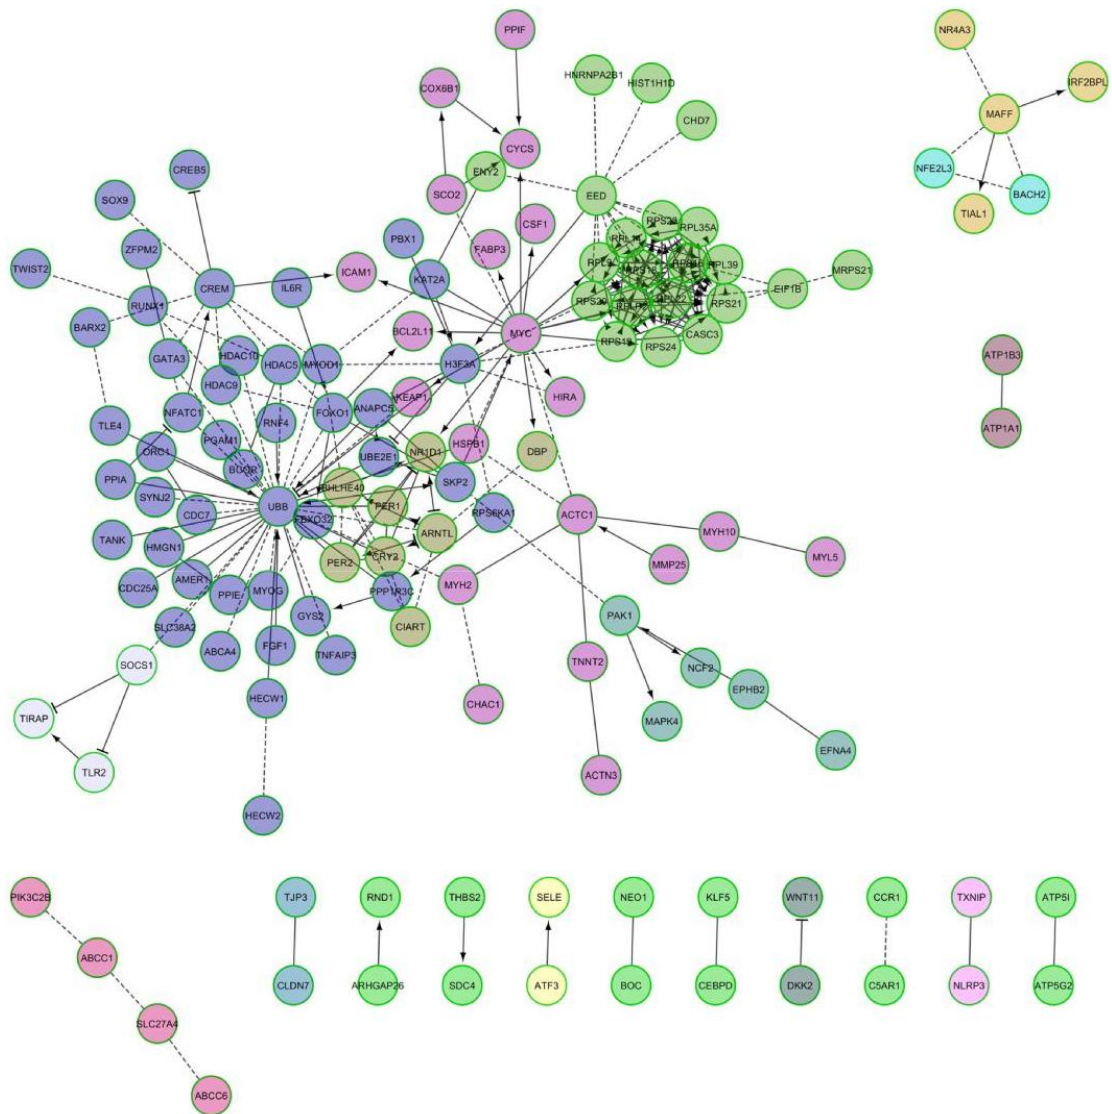 PPIF
NR4A3
HNRNPA2B1
HIST1H1D
IRF2BPL
COX6B1
MAFF
CHD7
CYCS
CREB5
ENY2
NFE2L3
SOX9
SCO2
EED
BACH2
TIAL1
RPS28
RPL35A
CSF1
PBX1
ZFPM2
FABP3
TWIST2
ICAM1
RPL39
MRPS21
KAT2A
IL6R
CREM
EIF1B
RUNX1
RPS21
BARX2
BCL2L11
MYC
CASC3
RPS24
ATP1B3
GATA3
HDAC10
HDAC5
MYOD1
H3F3A
HDAC9
KEAP1
HIRA
NFATC1
FOXO1
ANAPC5
RNF4
TLE4
ATP1A1
PGAM1
HSPB1
ORC1
NR1D1
DBP
UBE2E1
PPIA
SKP2
BHLHE40
SYNJ2
UBB
PER1
CDC7
FBXO32
RPS6KA1
ACTC1
TANK
ARNTL
MYH10
HMGN1
CRY2
MYL5
PER2
MMP25
CDC25A
AMER1
MYH2
PPIE
MYOG
PPP1R3C
GYS2
PAK1
SLC38A2
CIART
ABCA4
FGF1
TNFAIP3
SOCS1
TNNT2
NCF2
EPHB2
HECW1
CHAC1
TIRAP
MAPK4
EFNA4
TLR2
ACTN3
HECW2
PIK3C2B
TJP3
RND1
THBS2
SELE
NEO1
KLF5
WNT11
CCR1
TXNIP
ATP5I
ABCC1
CLDN7
ARHGAP26
SDC4
ATF3
BOC
CEBPD
DKK2
C5AR1
NLRP3
ATP5G2
SLC27A4
ABCC6